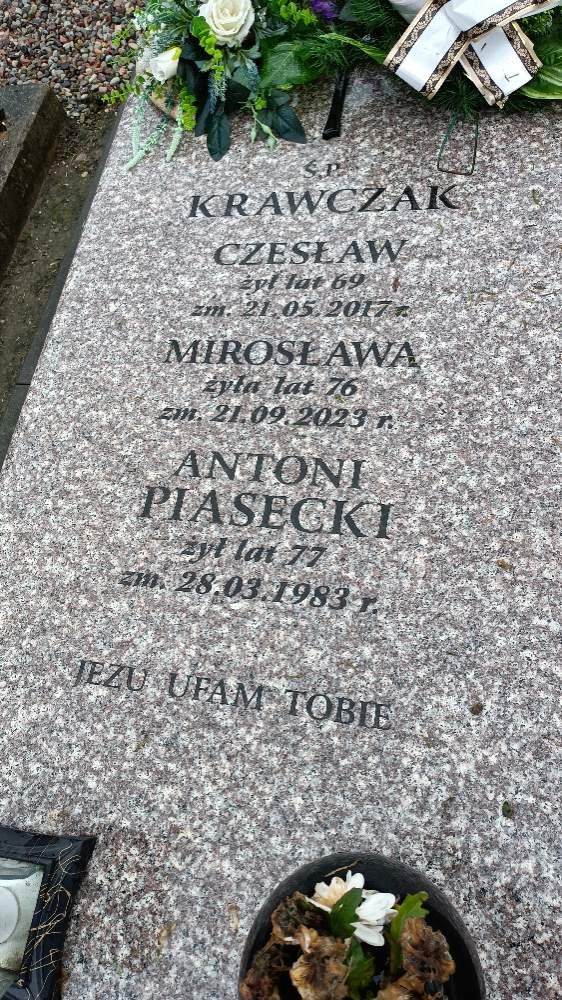 Ś.P.
KRAWCZAK
CZESŁAW
żył lat 69
zm. 21.05.2017 r.
MIROSŁAWA
żyła lat 76
zm. 21.09.2023 r.
ANTONI
PIASECKI
żył lat 77
zm. 28.03.1983 r.
JEZU UFAM TOBIE